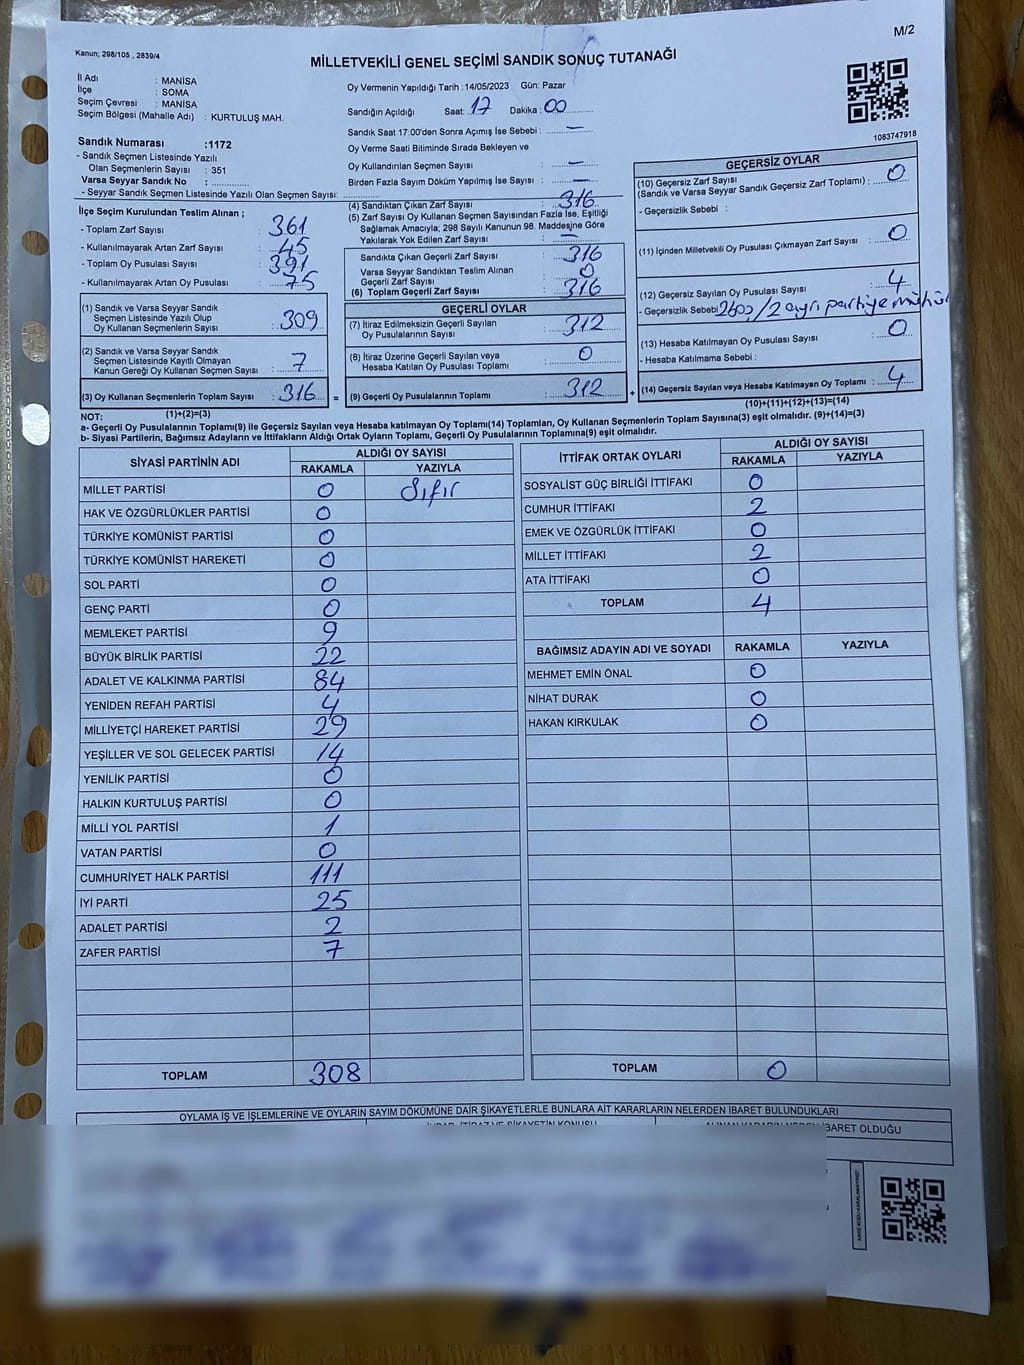 M/2
Kanun; 298/105 , 2839/4
MİLLETVEKİLİ GENEL SEÇİMİ SANDIK SONUÇ TUTANAĞI
İl Adı : MANİSA
İlçe : SOMA
Seçim Çevresi : MANİSA
Seçim Bölgesi (Mahalle Adı) : KURTULUŞ MAH.
Sandık Numarası :1172
- Sandık Seçmen Listesinde Yazılı
Olan Seçmenlerin Sayısı : 351
Varsa Seyyar Sandık No :
- Seyyar Sandık Seçmen Listesinde Yazılı Olan Seçmen Sayısı:
Oy Vermenin Yapıldığı Tarih :14/05/2023 Gün: Pazar
Sandığın Açıldığı Saat: 17 Dakika : 00
Sandık Saat 17:00'den Sonra Açımış İse Sebebi : —
Oy Verme Saati Bitiminde Sırada Bekleyen ve
Oy Kullandırılan Seçmen Sayısı : —
Birden Fazla Sayım Döküm Yapılmış İse Sayısı : —
1083747918
İlçe Seçim Kurulundan Teslim Alınan ;
- Toplam Zarf Sayısı : 361
- Kullanılmayarak Artan Zarf Sayısı : 45
- Toplam Oy Pusulası Sayısı : 391
- Kullanılmayarak Artan Oy Pusulası : 75
(1) Sandık ve Varsa Seyyar Sandık
Seçmen Listesinde Yazılı Olup
Oy Kullanan Seçmenlerin Sayısı : 309
(2) Sandık ve Varsa Seyyar Sandık
Seçmen Listesinde Kayıtlı Olmayan
Kanun Gereği Oy Kullanan Seçmen Sayısı : 7
(3) Oy Kullanan Seçmenlerin Toplam Sayısı : 316 =
(1)+(2)=(3)
(4) Sandıktan Çıkan Zarf Sayısı : 316
(5) Zarf Sayısı Oy Kullanan Seçmen Sayısından Fazla İse, Eşitliği
Sağlamak Amacıyla; 298 Sayılı Kanunun 98. Maddesine Göre
Yakılarak Yok Edilen Zarf Sayısı : —
Sandıkta Çıkan Geçerli Zarf Sayısı : 316
Varsa Seyyar Sandıktan Teslim Alınan
Geçerli Zarf Sayısı : 0
(6) Toplam Geçerli Zarf Sayısı : 316
GEÇERLİ OYLAR
(7) İtiraz Edilmeksizin Geçerli Sayılan
Oy Pusulalarının Sayısı : 312
(8) İtiraz Üzerine Geçerli Sayılan veya
Hesaba Katılan Oy Pusulası Toplamı : 0
(9) Geçerli Oy Pusulalarının Toplamı : 312 +
GEÇERSİZ OYLAR
(10) Geçersiz Zarf Sayısı
(Sandık ve Varsa Seyyar Sandık Geçersiz Zarf Toplamı) : 0
- Geçersizlik Sebebi :
(11) İçinden Milletvekili Oy Pusulası Çıkmayan Zarf Sayısı : 0
(12) Geçersiz Sayılan Oy Pusulası Sayısı : 4
- Geçersizlik Sebebi /2 ayrı partiye mühür
(13) Hesaba Katılmayan Oy Pusulası Sayısı : 0
- Hesaba Katılmama Sebebi :
(14) Geçersiz Sayılan veya Hesaba Katılmayan Oy Toplamı : 4
(10)+(11)+(12)+(13)=(14)
NOT:
a- Geçerli Oy Pusulalarının Toplamı(9) ile Geçersiz Sayılan veya Hesaba katılmayan Oy Toplamı(14) Toplamları, Oy Kullanan Seçmenlerin Toplam Sayısına(3) eşit olmalıdır. (9)+(14)=(3)
b- Siyasi Partilerin, Bağımsız Adayların ve İttifakların Aldığı Ortak Oyların Toplamı, Geçerli Oy Pusulalarının Toplamına(9) eşit olmalıdır.
SİYASİ PARTİNİN ADI ALDIĞI OY SAYISI
RAKAMLA YAZIYLA
MİLLET PARTİSİ 0 Sıfır
HAK VE ÖZGÜRLÜKLER PARTİSİ 0
TÜRKİYE KOMÜNİST PARTİSİ 0
TÜRKİYE KOMÜNİST HAREKETİ 0
SOL PARTİ 0
GENÇ PARTİ 0
MEMLEKET PARTİSİ 9
BÜYÜK BİRLİK PARTİSİ 22
ADALET VE KALKINMA PARTİSİ 84
YENİDEN REFAH PARTİSİ 4
MİLLİYETÇİ HAREKET PARTİSİ 29
YEŞİLLER VE SOL GELECEK PARTİSİ 14
YENİLİK PARTİSİ 0
HALKIN KURTULUŞ PARTİSİ 0
MİLLİ YOL PARTİSİ 1
VATAN PARTİSİ 0
CUMHURİYET HALK PARTİSİ 111
İYİ PARTİ 25
ADALET PARTİSİ 2
ZAFER PARTİSİ 7
TOPLAM 308
İTTİFAK ORTAK OYLARI ALDIĞI OY SAYISI
RAKAMLA YAZIYLA
SOSYALİST GÜÇ BİRLİĞİ İTTİFAKI 0
CUMHUR İTTİFAKI 2
EMEK VE ÖZGÜRLÜK İTTİFAKI 0
MİLLET İTTİFAKI 2
ATA İTTİFAKI 0
TOPLAM 4
BAĞIMSIZ ADAYIN ADI VE SOYADI RAKAMLA YAZIYLA
MEHMET EMİN ÖNAL 0
NİHAT DURAK 0
HAKAN KIRKULAK 0
TOPLAM 0
OYLAMA İŞ VE İŞLEMLERİNE VE OYLARIN SAYIM DÖKÜMÜNE DAİR ŞİKAYETLERLE BUNLARA AİT KARARLARIN NELERDEN İBARET BULUNDUKLARI
İBARET OLDUĞU